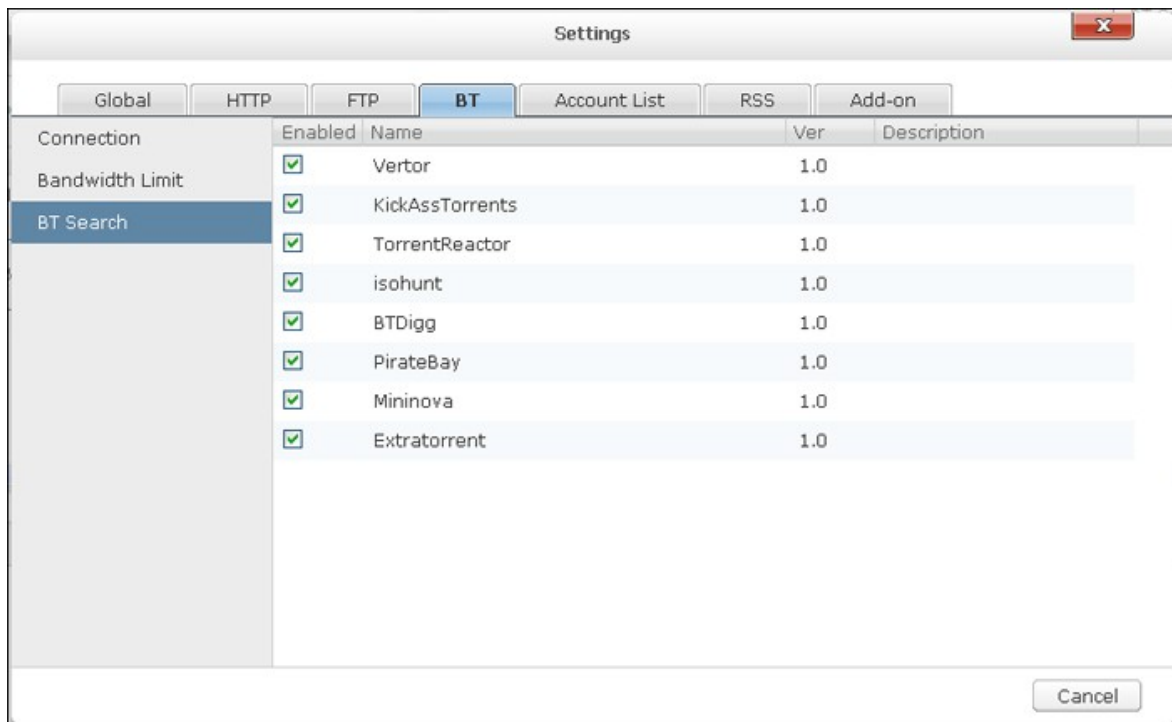 Settings
Global HTTP FTP BT Account List RSS Add-on
Connection
Bandwidth Limit
BT Search
Enabled Name Ver Description
Vertor 1.0
KickAssTorrents 1.0
TorrentReactor 1.0
isohunt 1.0
BTDigg 1.0
PirateBay 1.0
Mininova 1.0
Extratorrent 1.0
Cancel